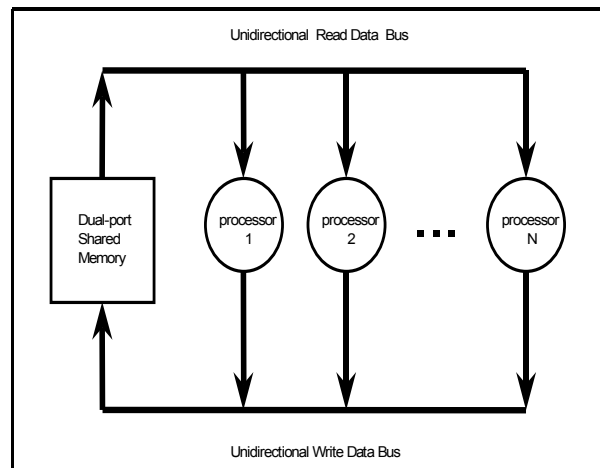 Unidirectional Read Data Bus
Dual-port
Shared
Memory
processor
1
processor
2
...
processor
N
Unidirectional Write Data Bus